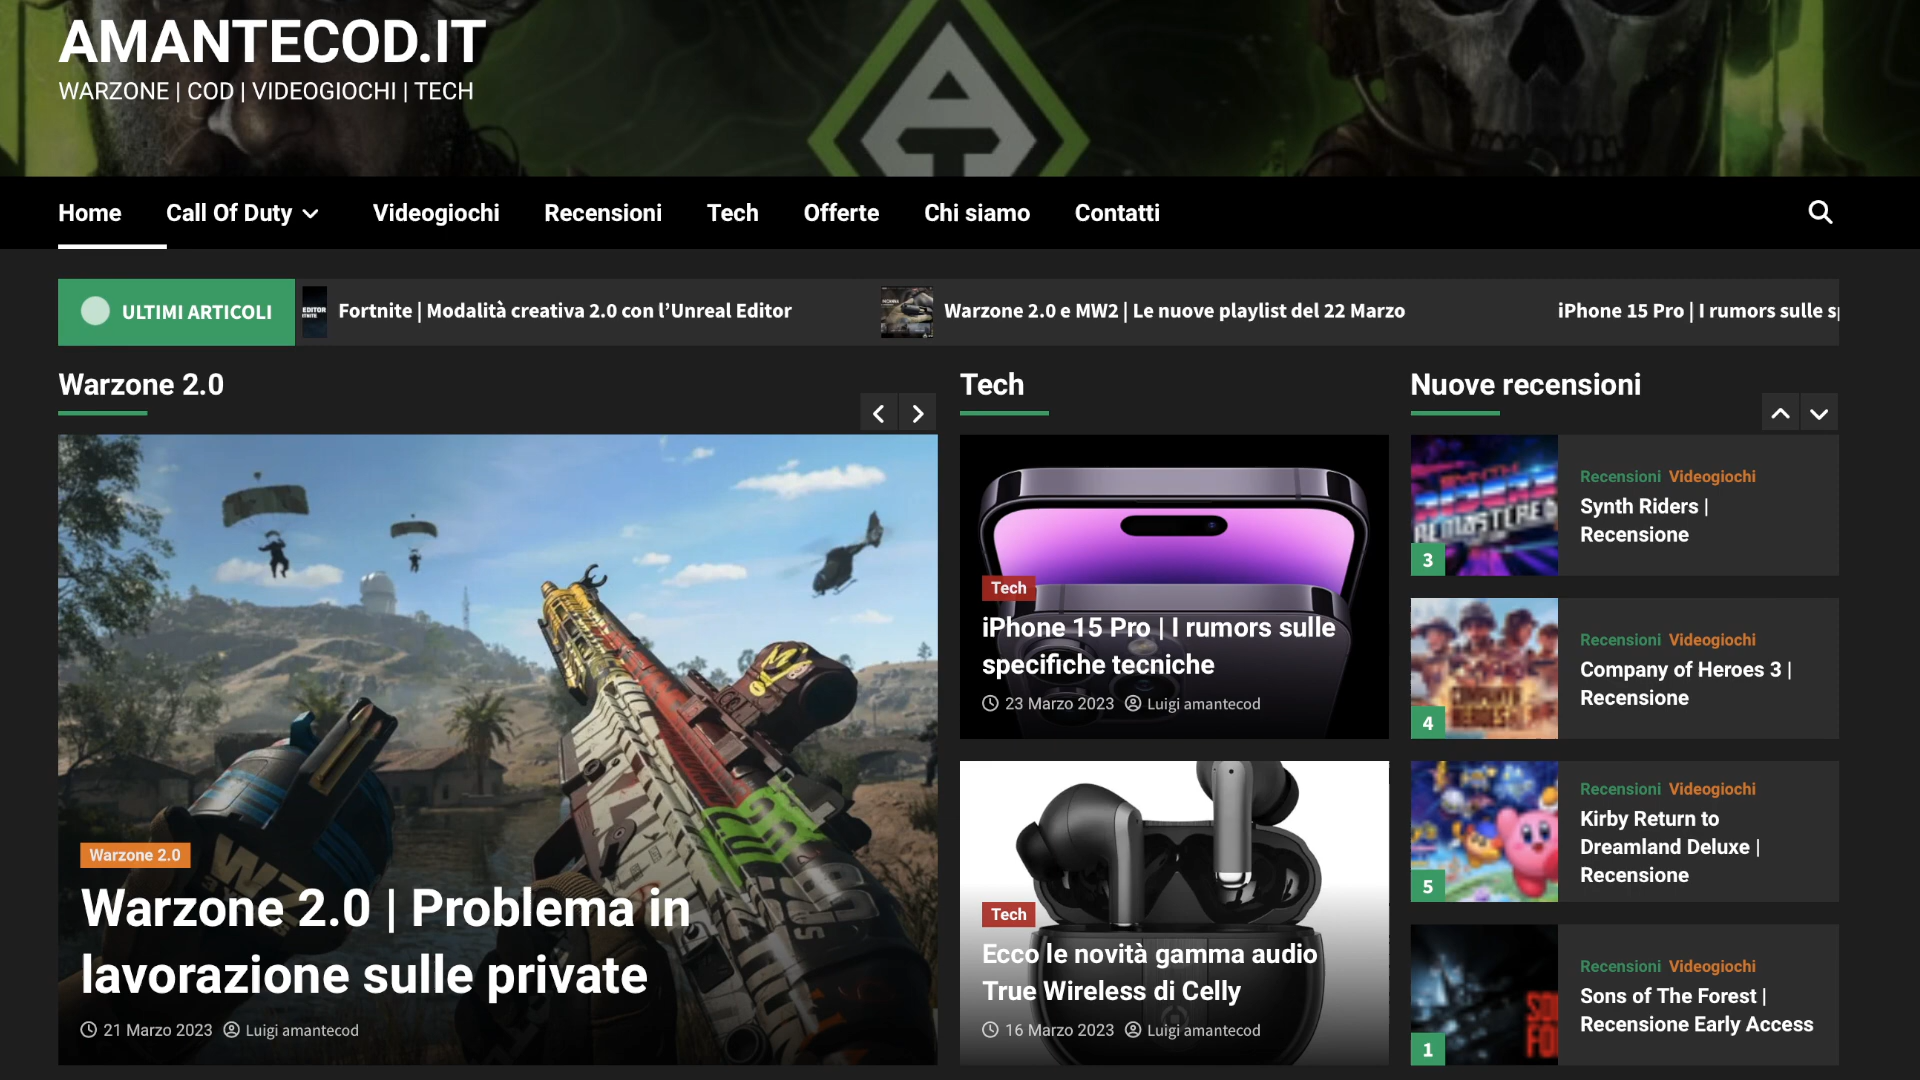 AMANTECOD.IT
WARZONE | COD | VIDEOGIOCHI | TECH
Home
Call Of Duty
Videogiochi
Recensioni
Tech
Offerte
Chi siamo
Contatti
ULTIMI ARTICOLI
EDITOR
Fortnite | Modalità creativa 2.0 con l’Unreal Editor
Warzone 2.0 e MW2 | Le nuove playlist del 22 Marzo
iPhone 15 Pro | I rumors sulle
Warzone 2.0
Warzone 2.0
Warzone 2.0 | Problema in
lavorazione sulle private
21 Marzo 2023 Luigi amantecod
Tech
Tech
iPhone 15 Pro | I rumors sulle
specifiche tecniche
23 Marzo 2023 Luigi amantecod
Tech
Ecco le novità gamma audio
True Wireless di Celly
16 Marzo 2023 Luigi amantecod
Nuove recensioni
REMASTERED
3
Recensioni Videogiochi
Synth Riders |
Recensione
COMPANY
HEROES
4
Recensioni Videogiochi
Company of Heroes 3 |
Recensione
5
Recensioni Videogiochi
Kirby Return to
Dreamland Deluxe |
Recensione
1
Recensioni Videogiochi
Sons of The Forest |
Recensione Early Access